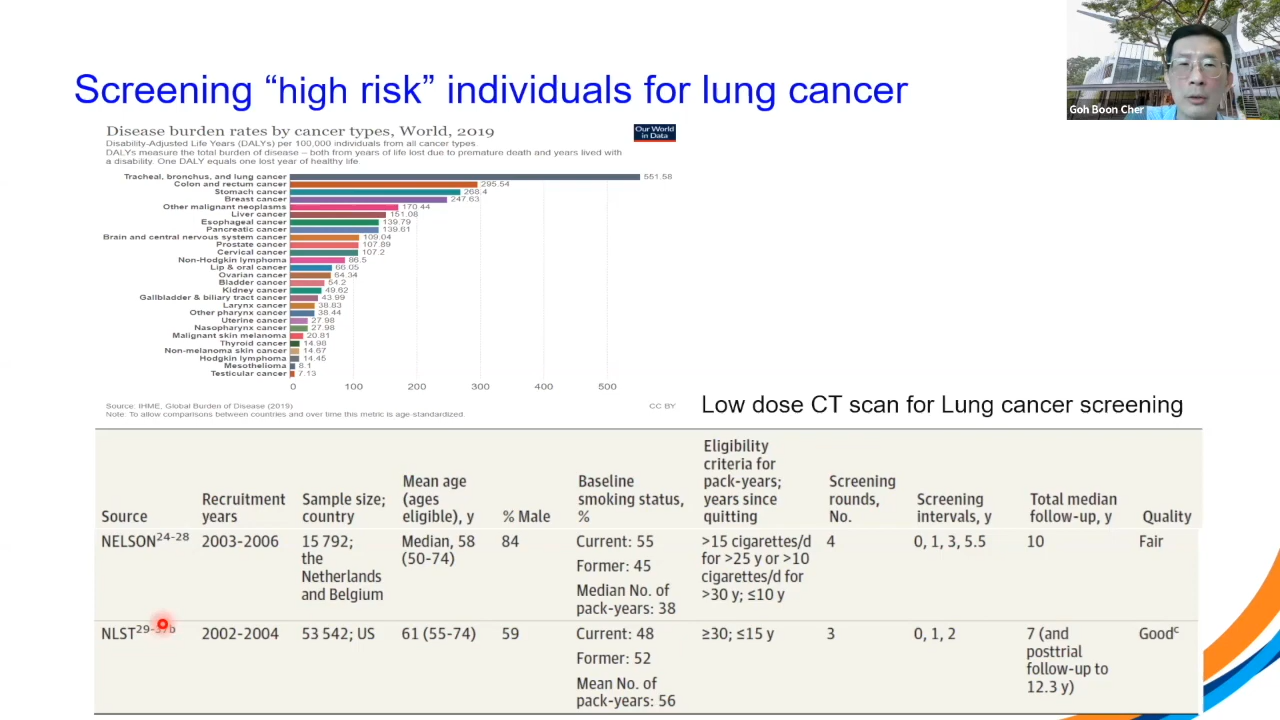 Goh Boon Cher
Screening “high risk” individuals for lung cancer
Disease burden rates by cancer types, World, 2019
Our World
in Data
Disability-Adjusted Life Years (DALYs) per 100,000 individuals from all cancer types.
DALYs measure the total burden of disease – both from years of life lost due to premature death and years lived with
a disability. One DALY equals one lost year of healthy life.
Tracheal, bronchus, and lung cancer 551.58
Colon and rectum cancer 295.54
Stomach cancer 268.4
Breast cancer 247.63
Other malignant neoplasms 170.44
Liver cancer 151.08
Esophageal cancer 139.79
Pancreatic cancer 139.61
Brain and central nervous system cancer 109.04
Prostate cancer 107.89
Cervical cancer 107.2
Non-Hodgkin lymphoma 86.5
Lip & oral cancer 66.05
Ovarian cancer 64.34
Bladder cancer 54.2
Kidney cancer 49.62
Gallbladder & biliary tract cancer 43.99
Larynx cancer 38.83
Other pharynx cancer 38.44
Uterine cancer 27.98
Nasopharynx cancer 27.98
Malignant skin melanoma 20.81
Thyroid cancer 14.98
Non-melanoma skin cancer 14.67
Hodgkin lymphoma 14.45
Mesothelioma 8.1
Testicular cancer 7.13
0 100 200 300 400 500
Source: IHME, Global Burden of Disease (2019) CC BY
Note: To allow comparisons between countries and over time this metric is age-standardized.
Low dose CT scan for Lung cancer screening
Source
Recruitment
years
Sample size;
country
Mean age
(ages
eligible), y
% Male
Baseline
smoking status,
%
Eligibility
criteria for
pack-years;
years since
quitting
Screening
rounds,
No.
Screening
intervals, y
Total median
follow-up, y
Quality
NELSON24-28
2003-2006
15 792;
the
Netherlands
and Belgium
Median, 58
(50-74)
84
Current: 55
Former: 45
Median No. of
pack-years: 38
>15 cigarettes/d
for >25 y or >10
cigarettes/d for
>30 y; ≤10 y
4
0, 1, 3, 5.5
10
Fair
NLST29-37b
2002-2004
53 542; US
61 (55-74)
59
Current: 48
Former: 52
Mean No. of
pack-years: 56
≥30; ≤15 y
3
0, 1, 2
7 (and
posttrial
follow-up to
12.3 y)
Goodc